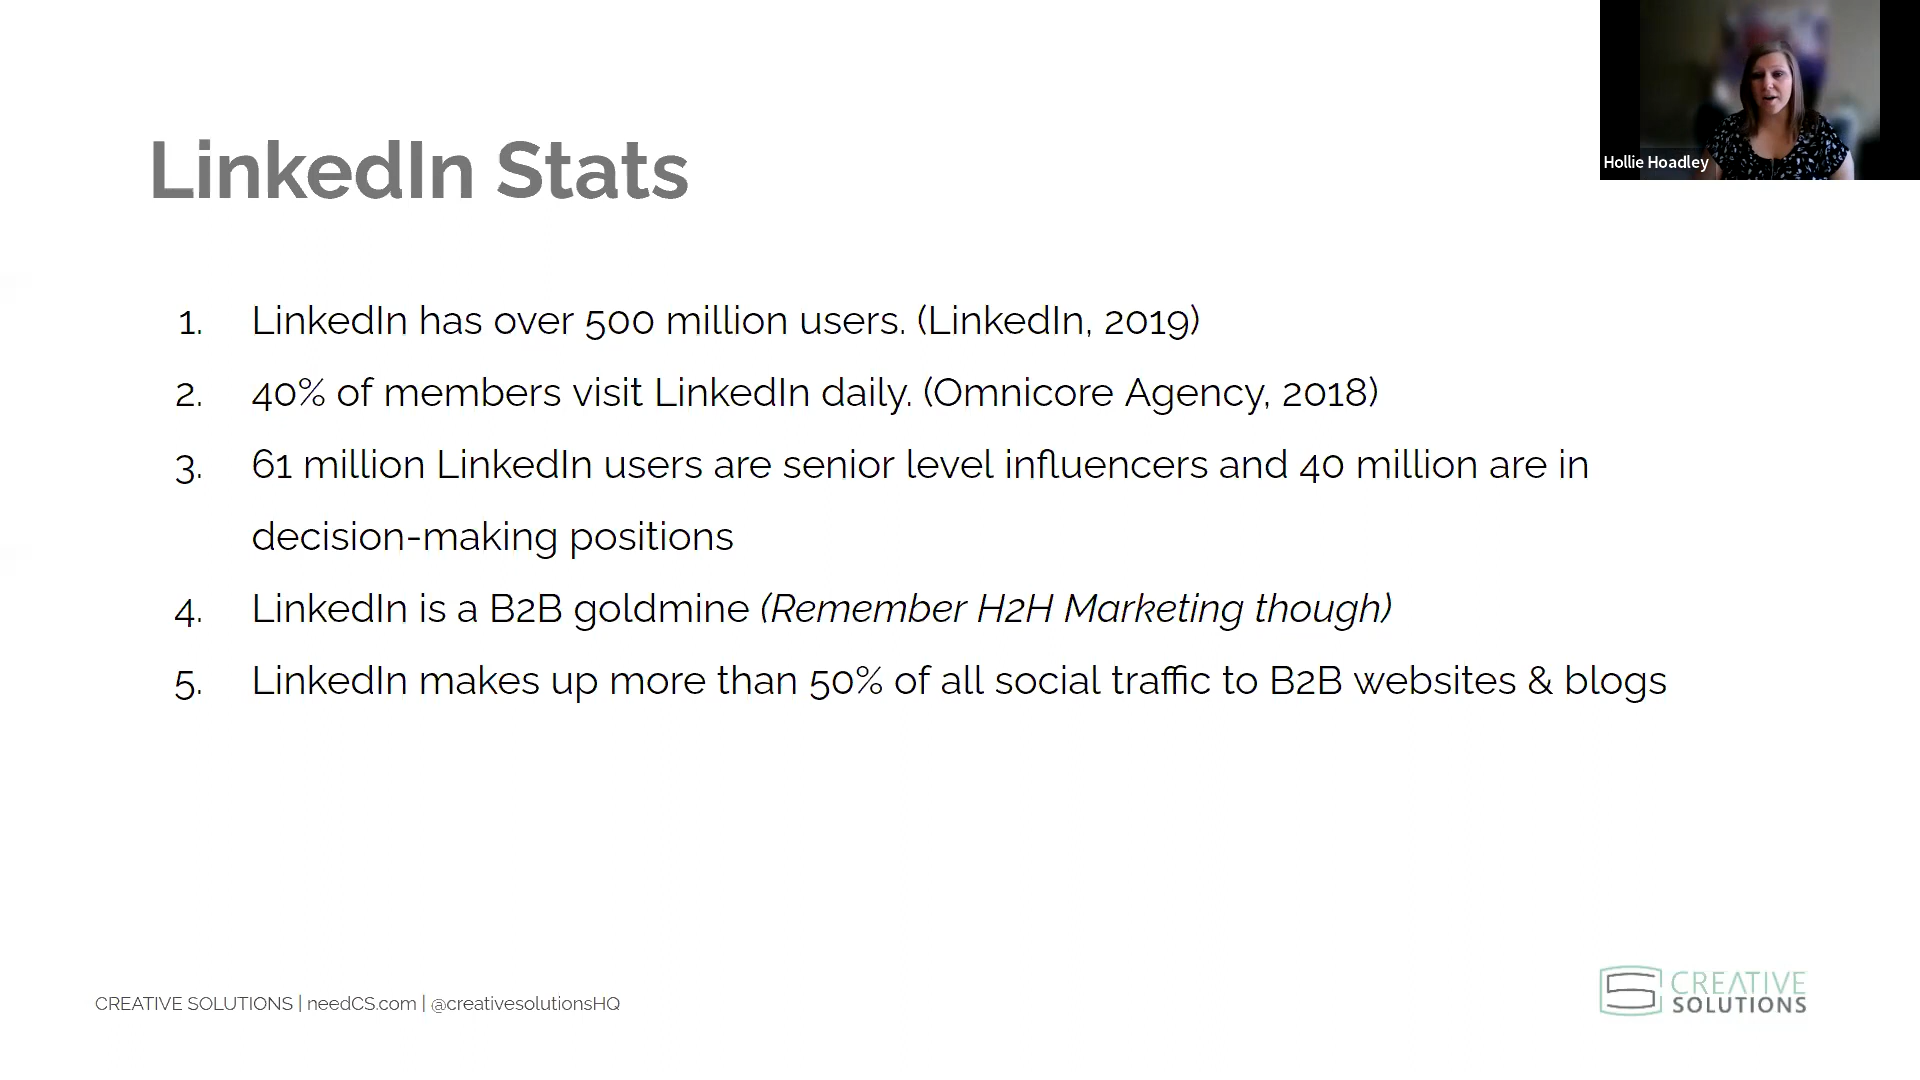 Hollie Hoadley
LinkedIn Stats
1. LinkedIn has over 500 million users. (LinkedIn, 2019)
2. 40% of members visit LinkedIn daily. (Omnicore Agency, 2018)
3. 61 million LinkedIn users are senior level influencers and 40 million are in
decision-making positions
4. LinkedIn is a B2B goldmine (Remember H2H Marketing though)
5. LinkedIn makes up more than 50% of all social traffic to B2B websites & blogs
CREATIVE SOLUTIONS | needCS.com | @creativesolutionsHQ
CREATIVE
SOLUTIONS